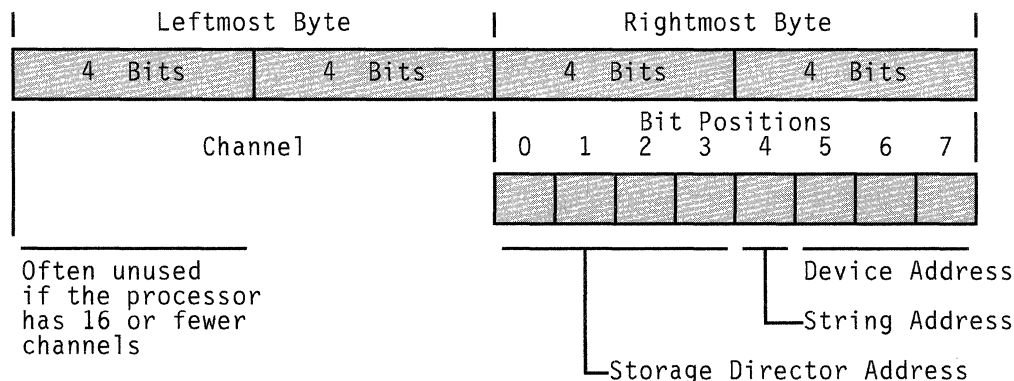 Leftmost Byte Rightmost Byte
4 Bits 4 Bits 4 Bits 4 Bits
Bit Positions
Channel 0 1 2 3 4 5 6 7
Often unused
if the processor
has 16 or fewer
channels
Device Address
String Address
Storage Director Address